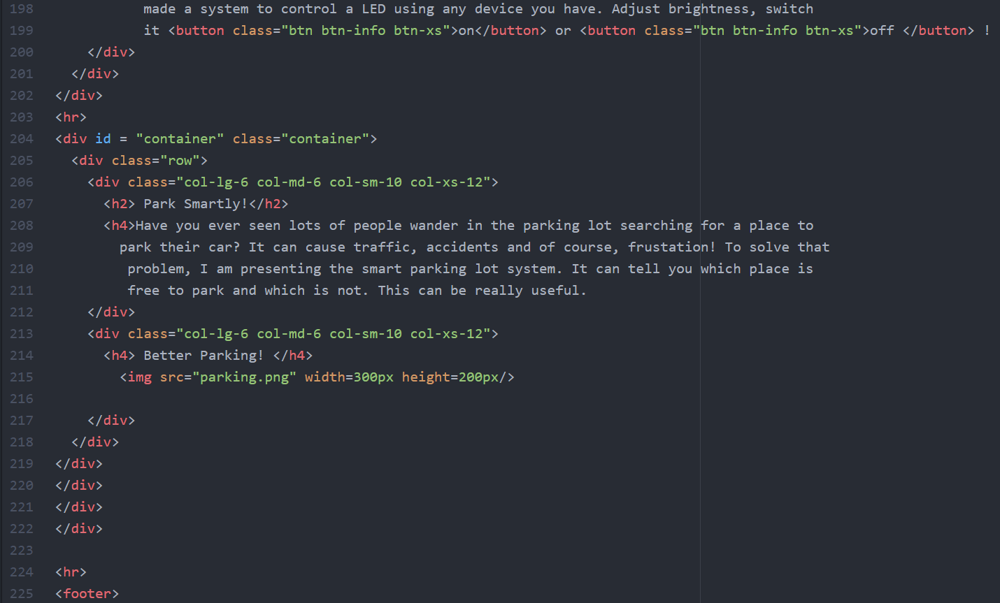 198 made a system to control a LED using any device you have. Adjust brightness, switch
199 it <button class="btn btn-info btn-xs">on</button> or <button class="btn btn-info btn-xs">off </button> !
200 </div>
201 </div>
202 </div>
203 <hr>
204 <div id = "container" class="container">
205 <div class="row">
206 <div class="col-lg-6 col-md-6 col-sm-10 col-xs-12">
207 <h2> Park Smartly!</h2>
208 <h4>Have you ever seen lots of people wander in the parking lot searching for a place to
209 park their car? It can cause traffic, accidents and of course, frustation! To solve that
210 problem, I am presenting the smart parking lot system. It can tell you which place is
211 free to park and which is not. This can be really useful.
212 </div>
213 <div class="col-lg-6 col-md-6 col-sm-10 col-xs-12">
214 <h4> Better Parking! </h4>
215 <img src="parking.png" width=300px height=200px/>
216
217 </div>
218 </div>
219 </div>
220 </div>
221 </div>
222 </div>
223
224 <hr>
225 <footer>